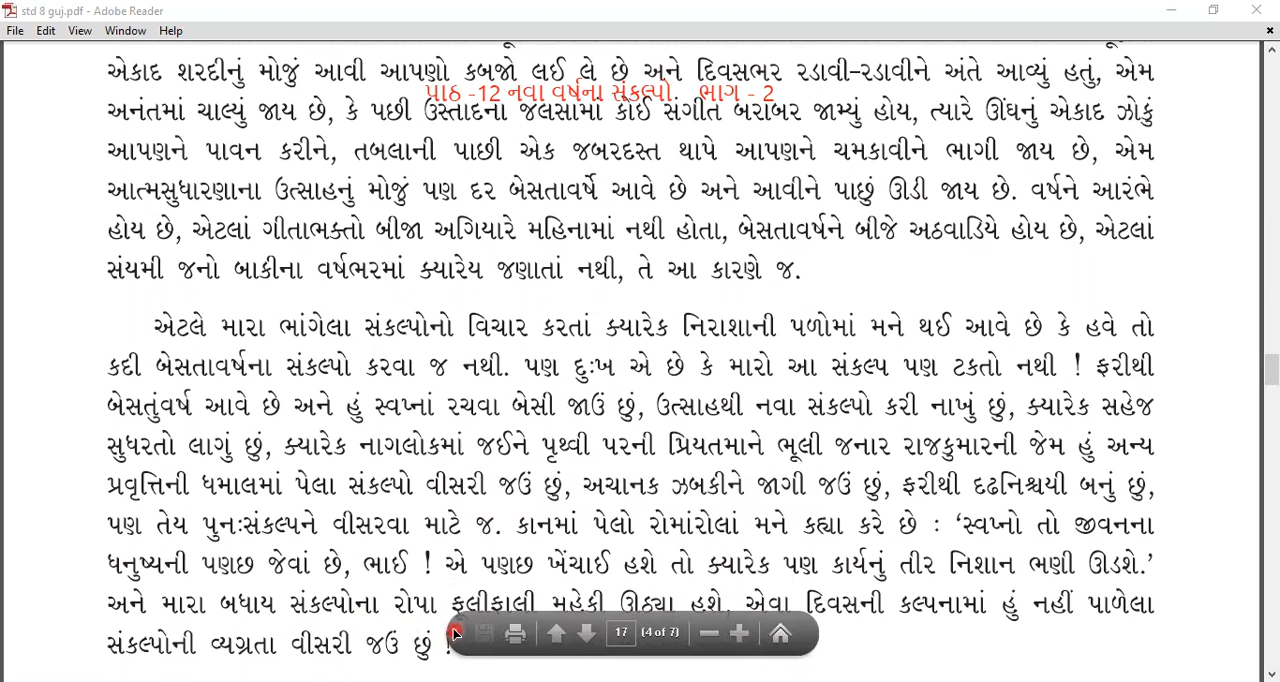 std 8 guj.pdf - Adobe Reader
File Edit View Window Help
એકાદ શરદીનું મોજું આવી આપણો કબજો લઈ લે છે અને દિવસભર રડાવી-રડાવીને અંતે આવ્યું હતું, એમ
પાઠ -12 નવા વર્ષના સંકલ્પો ભાગ - 2
અનંતમાં ચાલ્યું જાય છે, કે પછી ઉસ્તાદના જલસામાં કોઈ સંગીત બરાબર જામ્યું હોય, ત્યારે ઊંઘનું એકાદ ઝોકું
આપણને પાવન કરીને, તબલાની પાછી એક જબરદસ્ત થાપે આપણને ચમકાવીને ભાગી જાય છે, એમ
આત્મસુધારણાના ઉત્સાહનું મોજું પણ દર બેસતાવર્ષે આવે છે અને આવીને પાછું ઊડી જાય છે. વર્ષને આરંભે
હોય છે, એટલાં ગીતાભક્તો બીજા અગિયારે મહિનામાં નથી હોતા, બેસતાવર્ષને બીજે અઠવાડિયે હોય છે, એટલાં
સંયમી જનો બાકીના વર્ષભરમાં ક્યારેય જણાતાં નથી, તે આ કારણે જ.
એટલે મારા ભાંગેલા સંકલ્પોનો વિચાર કરતાં ક્યારેક નિરાશાની પળોમાં મને થઈ આવે છે કે હવે તો
કદી બેસતાવર્ષના સંકલ્પો કરવા જ નથી. પણ દુઃખ એ છે કે મારો આ સંકલ્પ પણ ટકતો નથી ! ફરીથી
બેસતુંવર્ષ આવે છે અને હું સ્વપ્નાં રચવા બેસી જાઉં છું, ઉત્સાહથી નવા સંકલ્પો કરી નાખું છું, ક્યારેક સહેજ
સુધરતો લાગું છું, ક્યારેક નાગલોકમાં જઈને પૃથ્વી પરની પ્રિયતમાને ભૂલી જનાર રાજકુમારની જેમ હું અન્ય
પ્રવૃત્તિની ધમાલમાં પેલા સંકલ્પો વીસરી જઉં છું, અચાનક ઝબકીને જાગી જઉં છું, ફરીથી દઢનિશ્ચયી બનું છું,
પણ તેય પુનઃસંકલ્પને વીસરવા માટે જ. કાનમાં પેલો રોમાંરોલાં મને કહ્યા કરે છે : ‘સ્વપ્નો તો જીવનના
ધનુષ્યની પણછ જેવાં છે, ભાઈ ! એ પણછ ખેંચાઈ હશે તો ક્યારેક પણ કાર્યનું તીર નિશાન ભણી ઊડશે.’
અને મારા બધાય સંકલ્પોના રોપા ફૂલીફાલી મહેકી ઊઠ્યા હશે, એવા દિવસની કલ્પનામાં હું નહીં પાળેલા
સંકલ્પોની વ્યગ્રતા વીસરી જઉં છું !
17 (4 of 7)